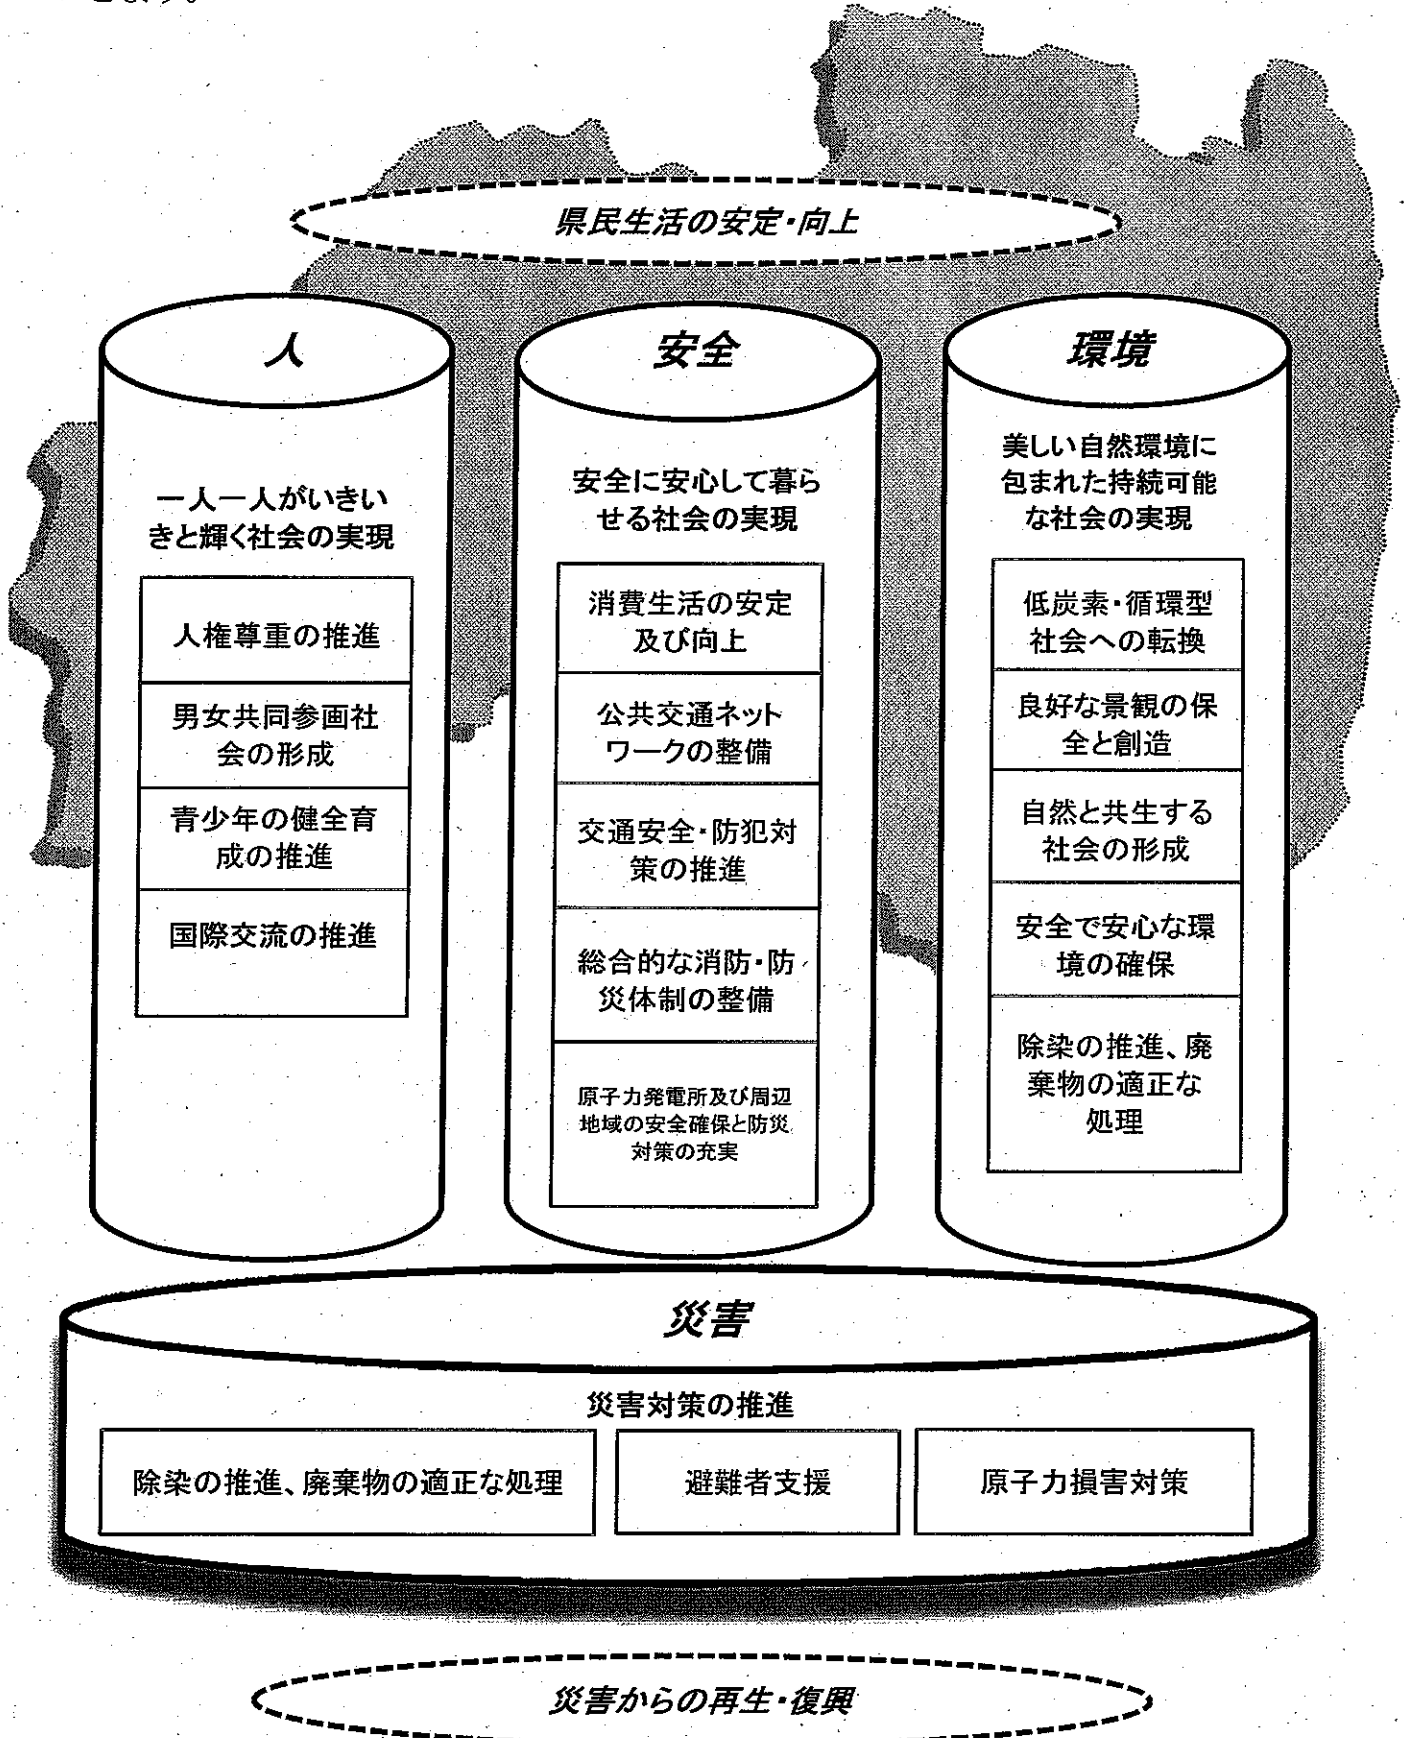 県民生活の安定・向上
人
一人一人がいきい
きと輝く社会の実現
人権尊重の推進
男女共同参画社
会の形成
青少年の健全育
成の推進
国際交流の推進
安全
安全に安心して暮ら
せる社会の実現
消費生活の安定
及び向上
公共交通ネット
ワークの整備
交通安全・防犯対
策の推進
総合的な消防・防
災体制の整備
原子力発電所及び周辺
地域の安全確保と防災
対策の充実
環境
美しい自然環境に
包まれた持続可能
な社会の実現
低炭素・循環型
社会への転換
良好な景観の保
全と創造
自然と共生する
社会の形成
安全で安心な環
境の確保
除染の推進、廃
棄物の適正な
処理
災害
災害対策の推進
除染の推進、廃棄物の適正な処理
避難者支援
原子力損害対策
災害からの再生・復興